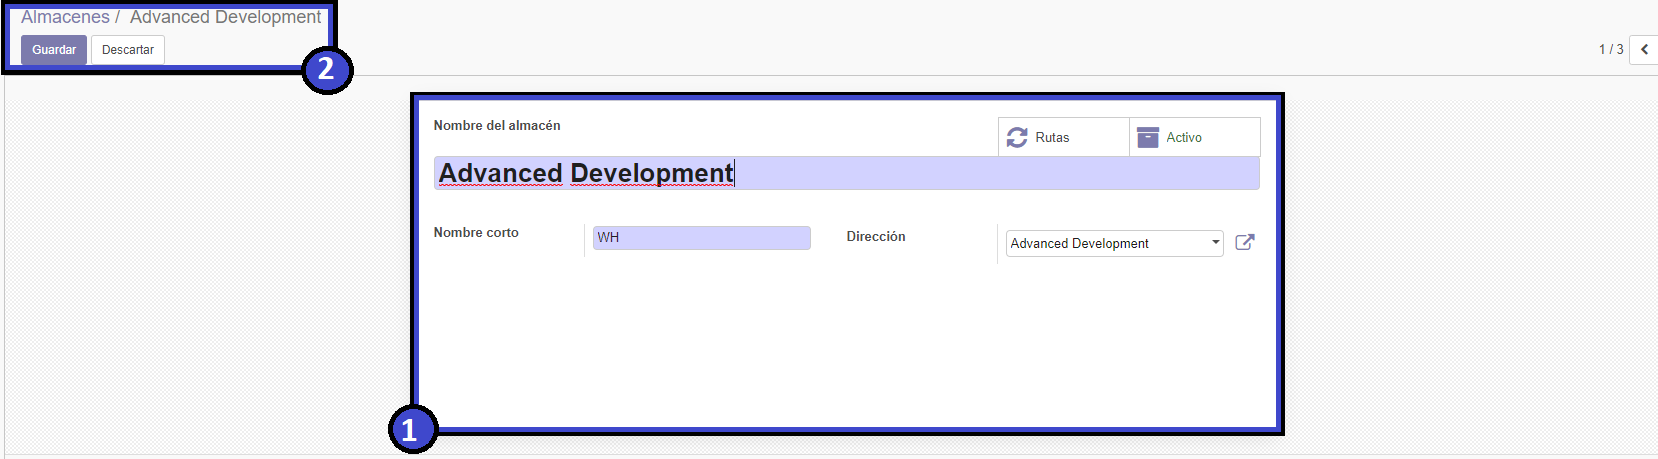 Almacenes / Advanced Development
Guardar Descartar
2
1 / 3
Nombre del almacén
Rutas
Activo
Advanced Development
Nombre corto
WH
Dirección
Advanced Development
1